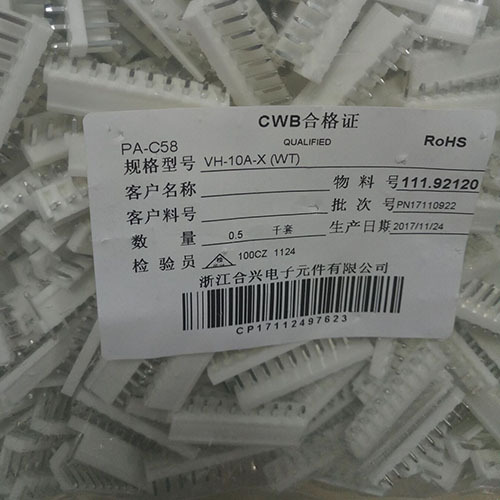 CWB合格证
QUALIFIED
RoHS
PA-C58
规格型号 VH-10A-X (WT)
客户名称 物料号 111.92120
客户料号 批次号 PN17110922
数量 0.5 千套 生产日期 2017/11/24
检验员 检 100CZ 1124
浙江合兴电子元件有限公司
CP17112497623